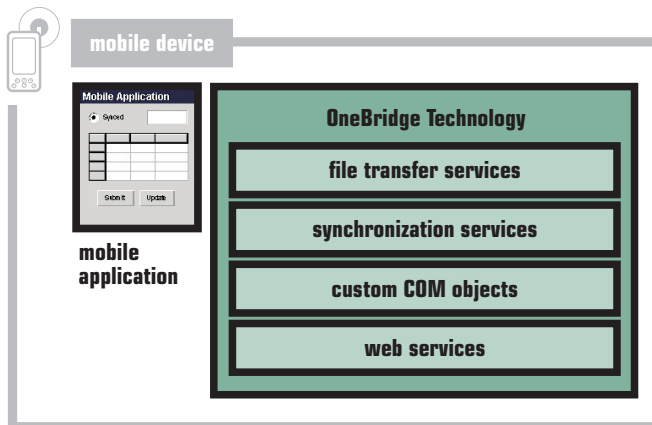 mobile device
Mobile Application
Synced
Submit
Update
mobile
application
OneBridge Technology
file transfer services
synchronization services
custom COM objects
web services